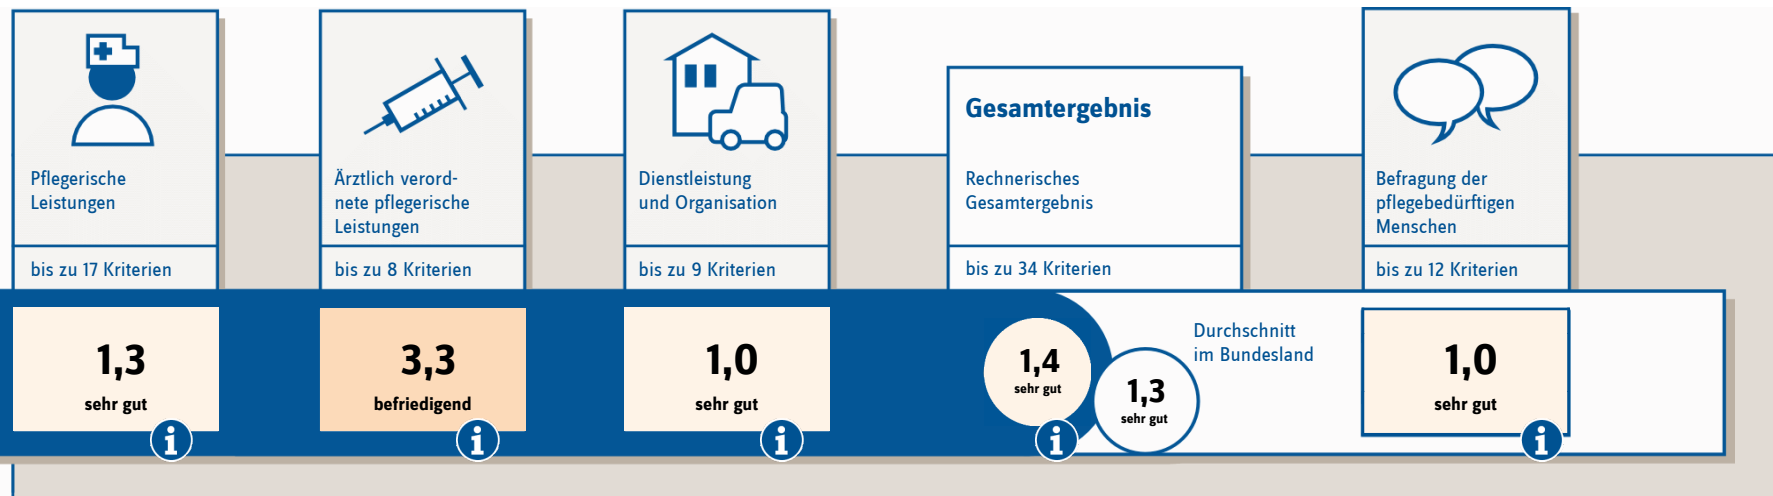 Pflegerische
Leistungen
bis zu 17 Kriterien
1,3
sehr gut
i
Ärztlich verord-
nete pflegerische
Leistungen
bis zu 8 Kriterien
3,3
befriedigend
i
Dienstleistung
und Organisation
bis zu 9 Kriterien
1,0
sehr gut
i
Gesamtergebnis
Rechnerisches
Gesamtergebnis
bis zu 34 Kriterien
1,4
sehr gut
i
1,3
sehr gut
Durchschnitt
im Bundesland
Befragung der
pflegebedürftigen
Menschen
bis zu 12 Kriterien
1,0
sehr gut
i